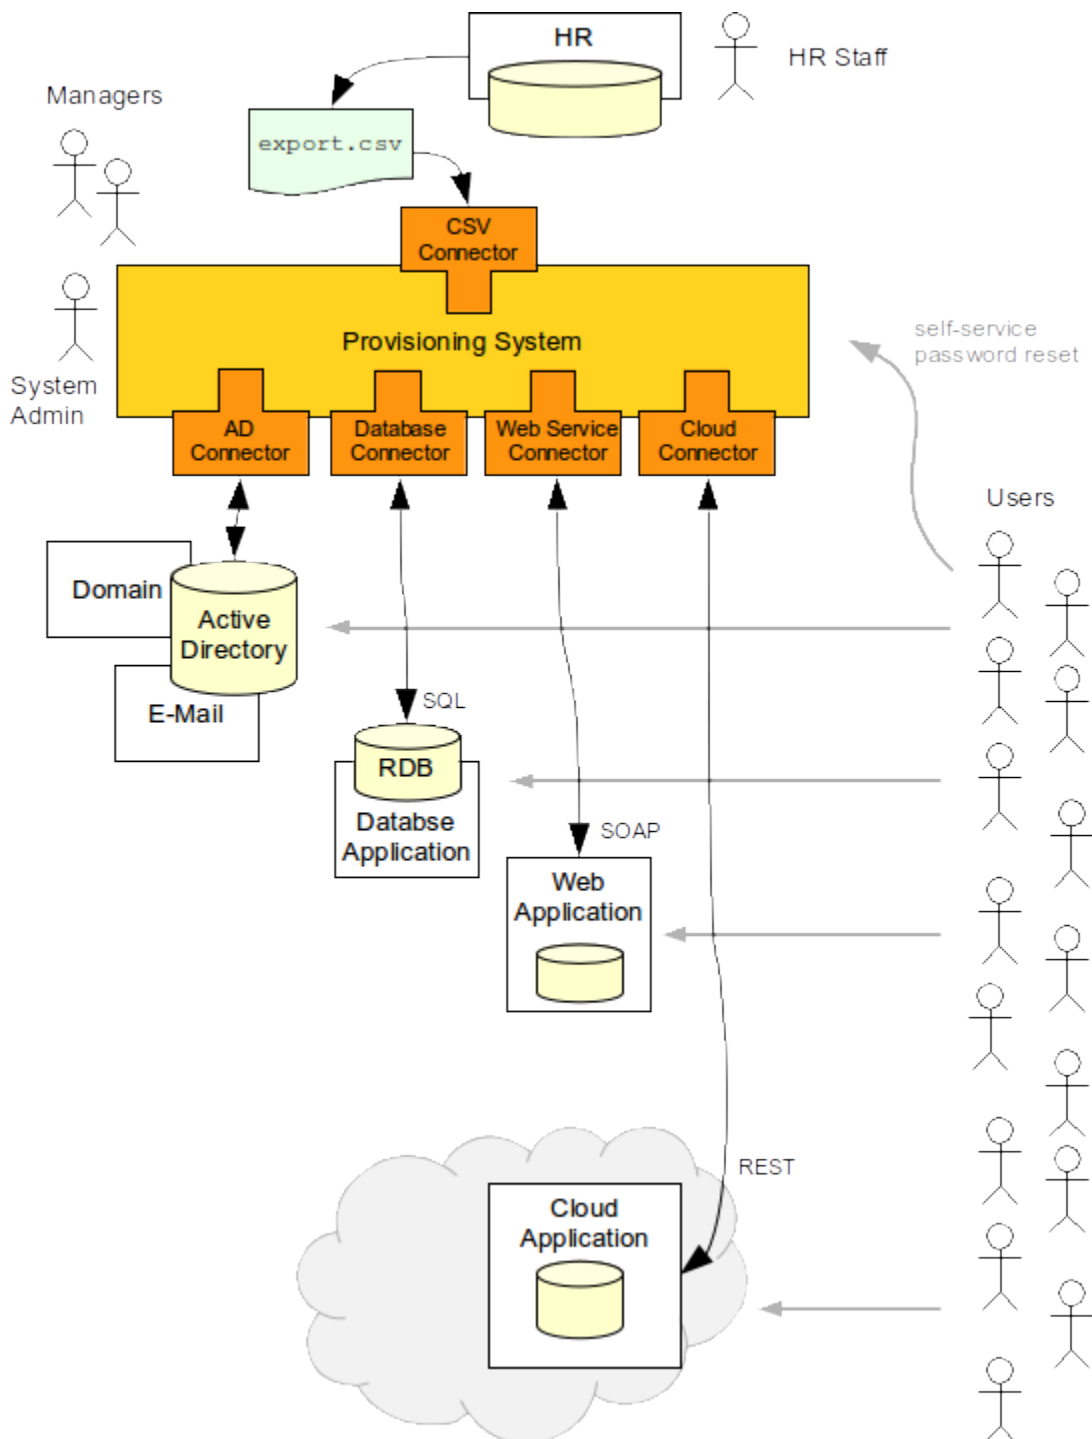 HR
HR Staff
Managers
export.csv
CSV
Connector
Provisioning System
self-service
password reset
System
Admin
AD
Connector
Database
Connector
Web Service
Connector
Cloud
Connector
Users
Domain
Active
Directory
E-Mail
SQL
RDB
Databse
Application
SOAP
Web
Application
REST
Cloud
Application